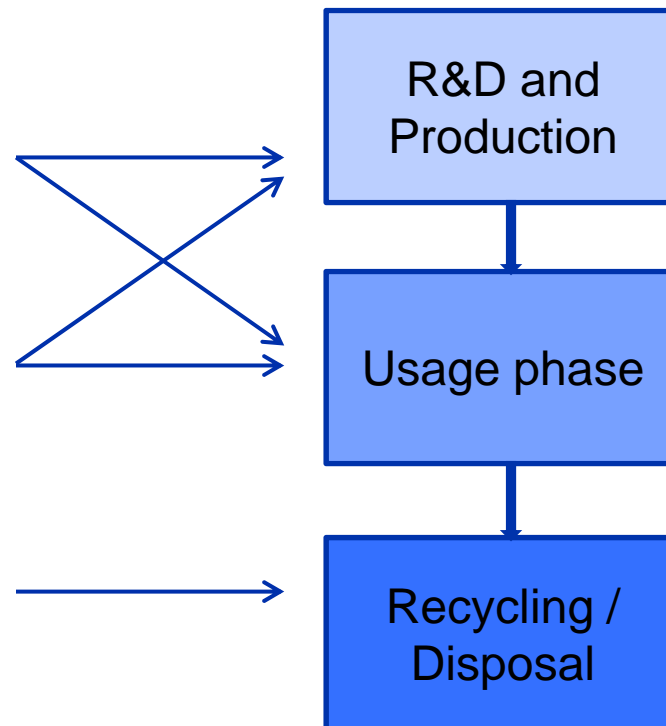 R&D and
Production
Usage phase
Recycling /
Disposal